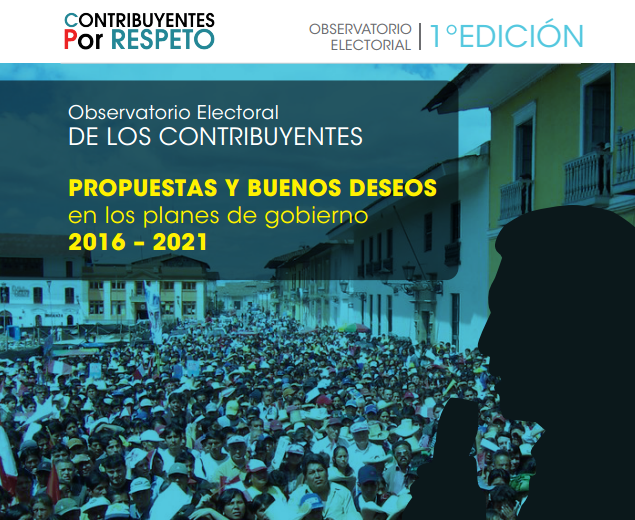 CONTRIBUYENTES
Por RESPETO
OBSERVATORIO
ELECTORIAL
1°EDICIÓN
Observatorio Electoral
DE LOS CONTRIBUYENTES
PROPUESTAS Y BUENOS DESEOS
en los planes de gobierno
2016 – 2021